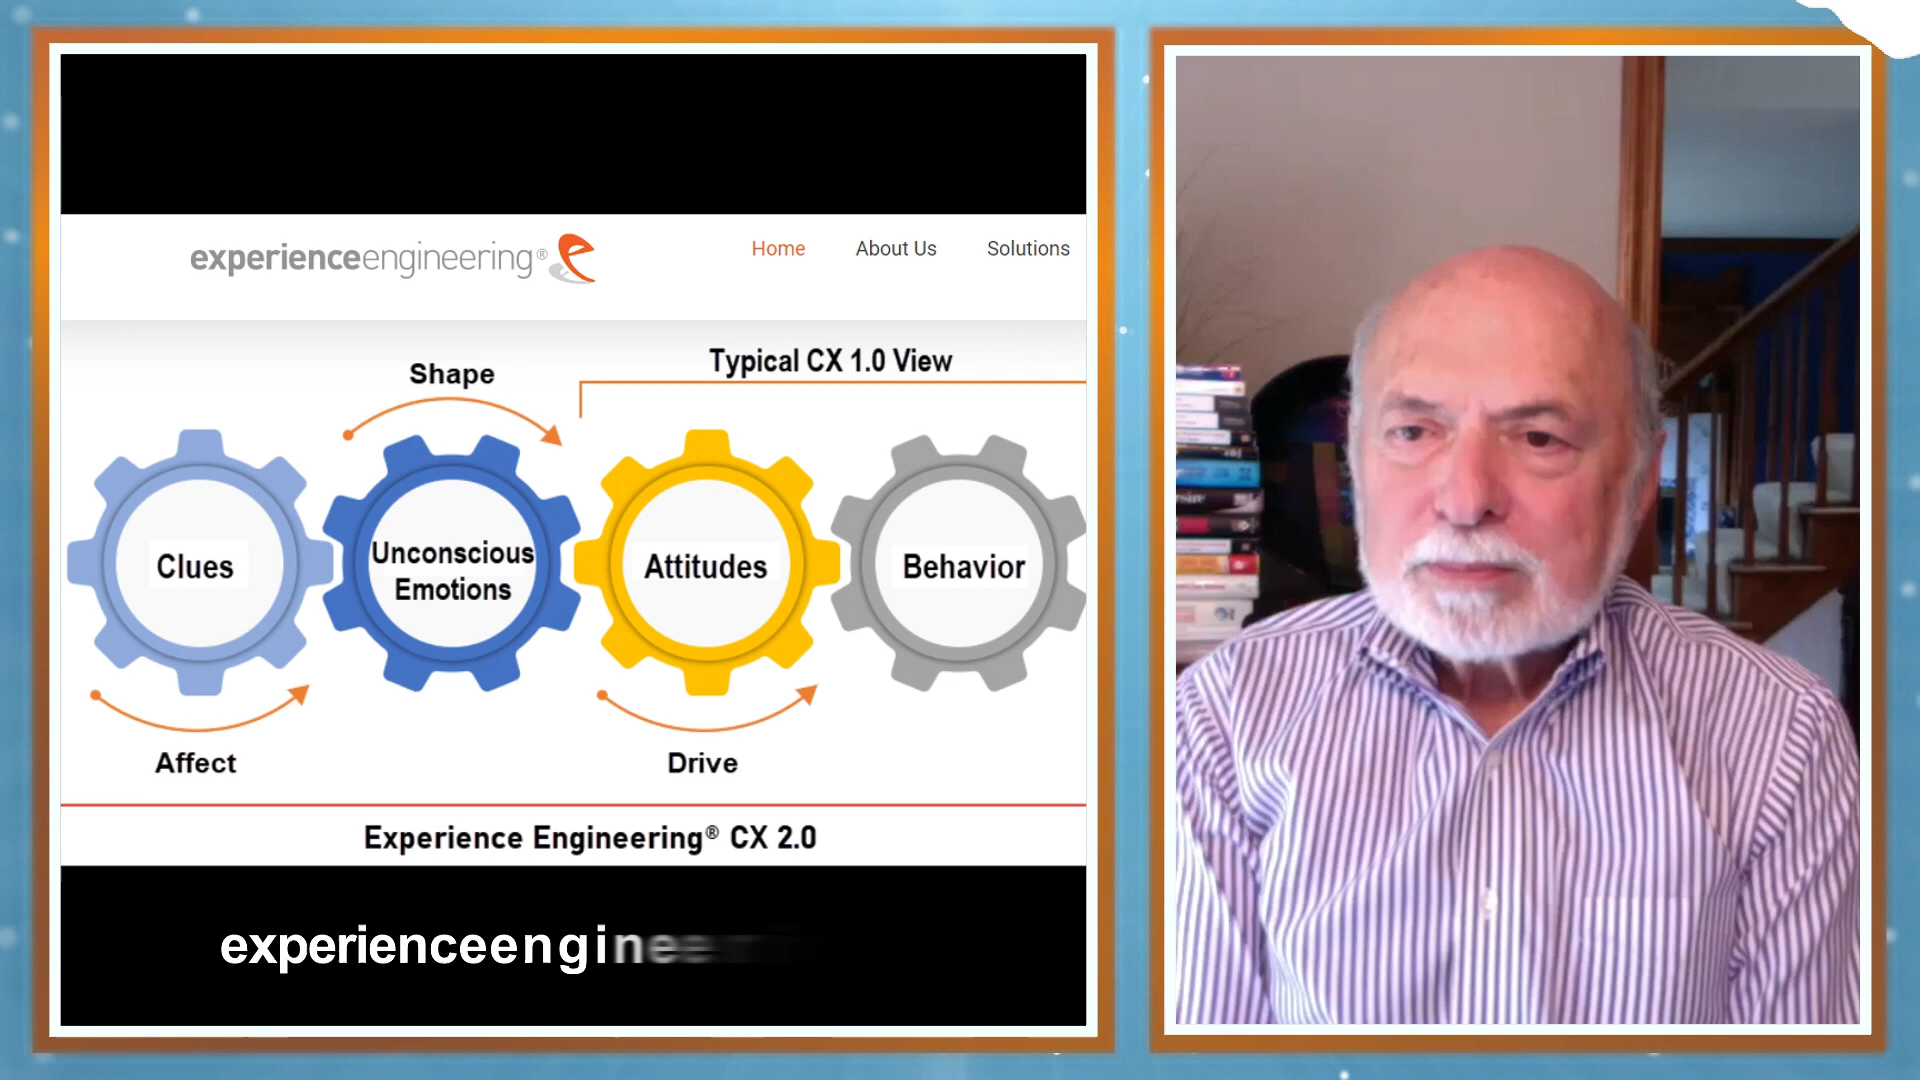 experienceengineering®
Home About Us Solutions
Typical CX 1.0 View
Shape
Clues
Unconscious
Emotions
Attitudes
Behavior
Affect
Drive
Experience Engineering® CX 2.0
experienceenginee